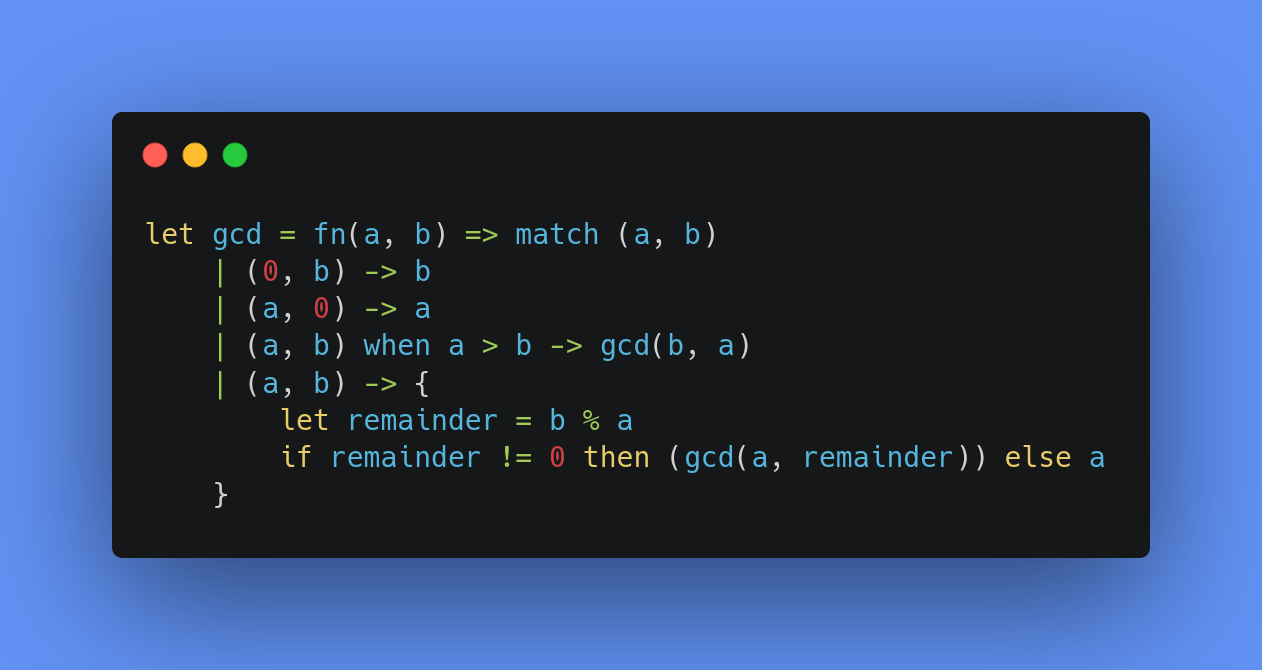 let gcd = fn(a, b) => match (a, b)
    | (0, b) -> b
    | (a, 0) -> a
    | (a, b) when a > b -> gcd(b, a)
    | (a, b) -> {
        let remainder = b % a
        if remainder != 0 then (gcd(a, remainder)) else a
    }